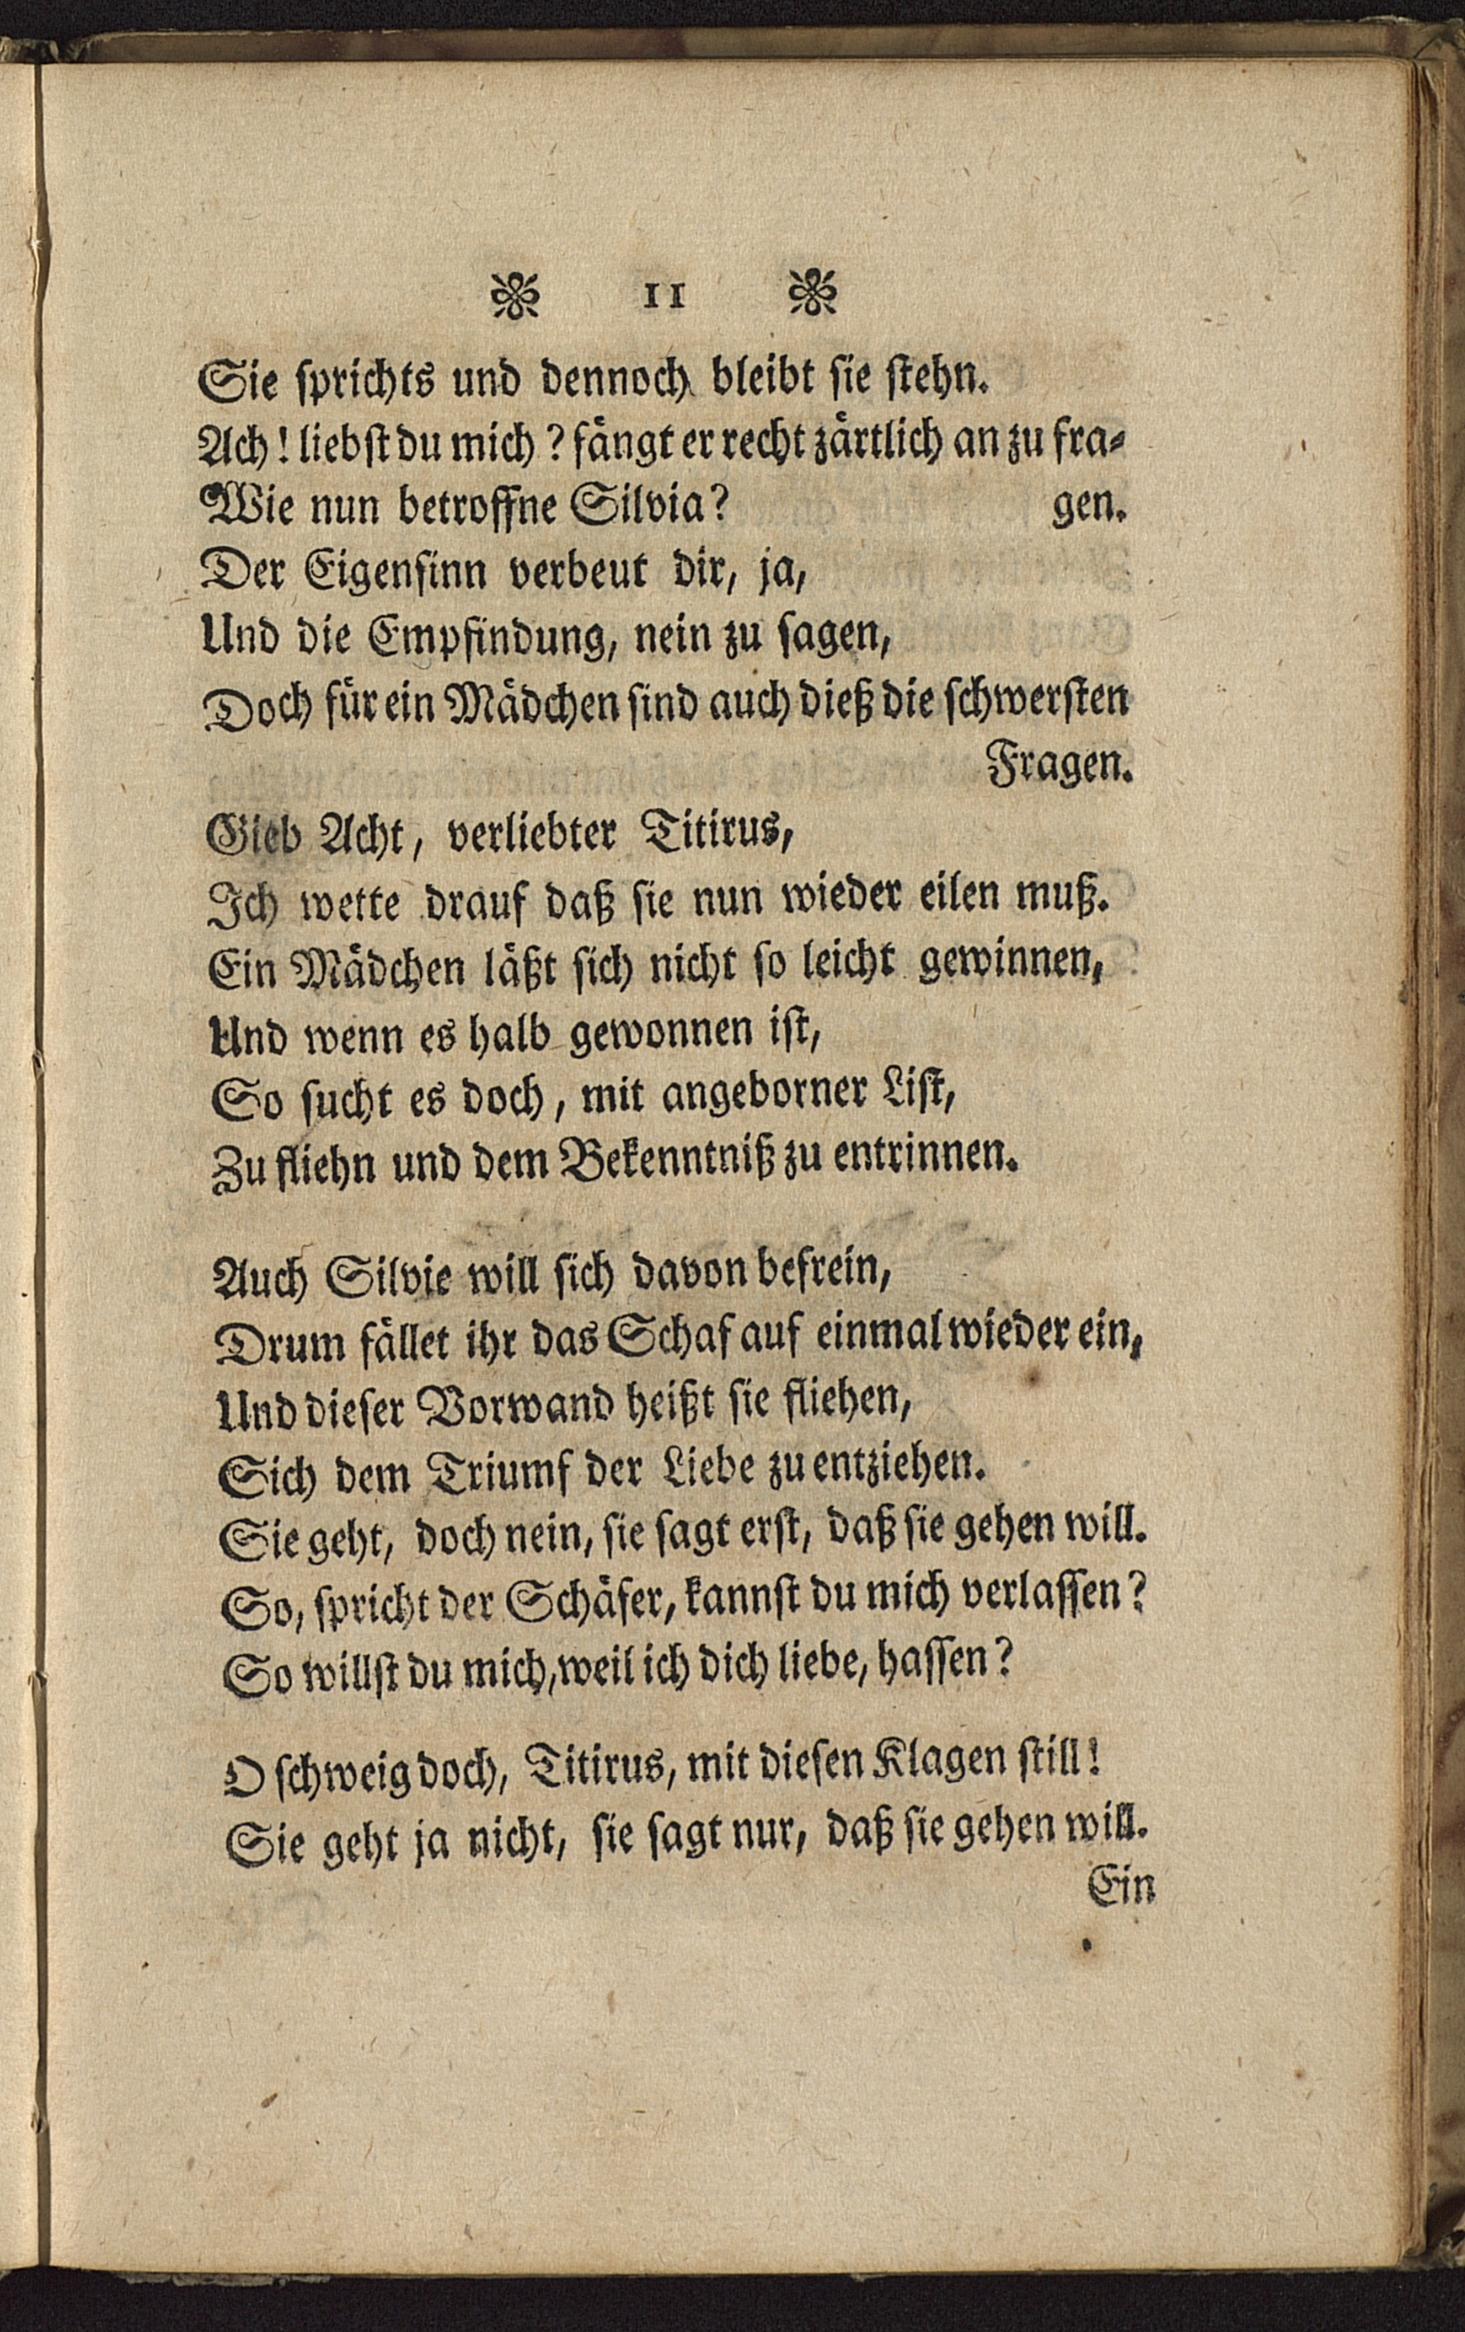 11
Sie sprichts und dennoch bleibt sie stehn.
Ach! liebst du mich? fängt er recht zärtlich an zu fra-
Wie nun betroffne Silvia? gen.
Der Eigensinn verbeut dir, ja,
Und die Empfindung, nein zu sagen,
Doch für ein Mädchen sind auch dieß die schwersten
Fragen.
Gieb Acht, verliebter Titirus,
Ich wette drauf daß sie nun wieder eilen muß.
Ein Mädchen läßt sich nicht so leicht gewinnen,
Und wenn es halb gewonnen ist,
So sucht es doch, mit angeborner List,
Zu fliehn und dem Bekenntniß zu entrinnen.
Auch Silvie will sich davon befrein,
Drum fället ihr das Schaf auf einmal wieder ein,
Und dieser Vorwand heißt sie fliehen,
Sich dem Triumf der Liebe zu entziehen.
Sie geht, doch nein, sie sagt erst, daß sie gehen will.
So, spricht der Schäfer, kannst du mich verlassen?
So willst du mich, weil ich dich liebe, hassen?
O schweig doch, Titirus, mit diesen Klagen still!
Sie geht ja nicht, sie sagt nur, daß sie gehen will.
Ein